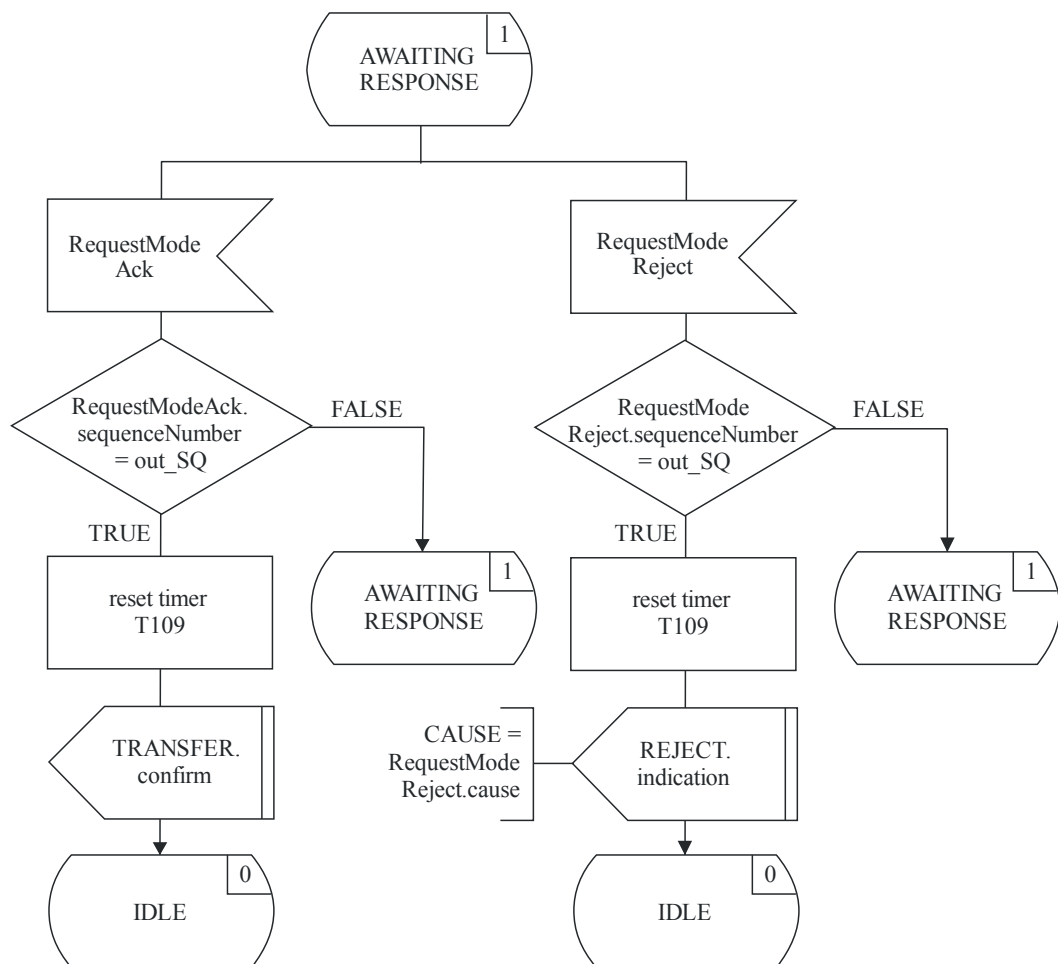 1
AWAITING
RESPONSE
RequestMode
Ack
RequestMode
Reject
RequestModeAck.
sequenceNumber
= out_SQ
FALSE
RequestMode
Reject.sequenceNumber
= out_SQ
FALSE
TRUE
TRUE
reset timer
T109
1
AWAITING
RESPONSE
reset timer
T109
1
AWAITING
RESPONSE
TRANSFER.
confirm
CAUSE =
RequestMode
Reject.cause
REJECT.
indication
0
IDLE
0
IDLE